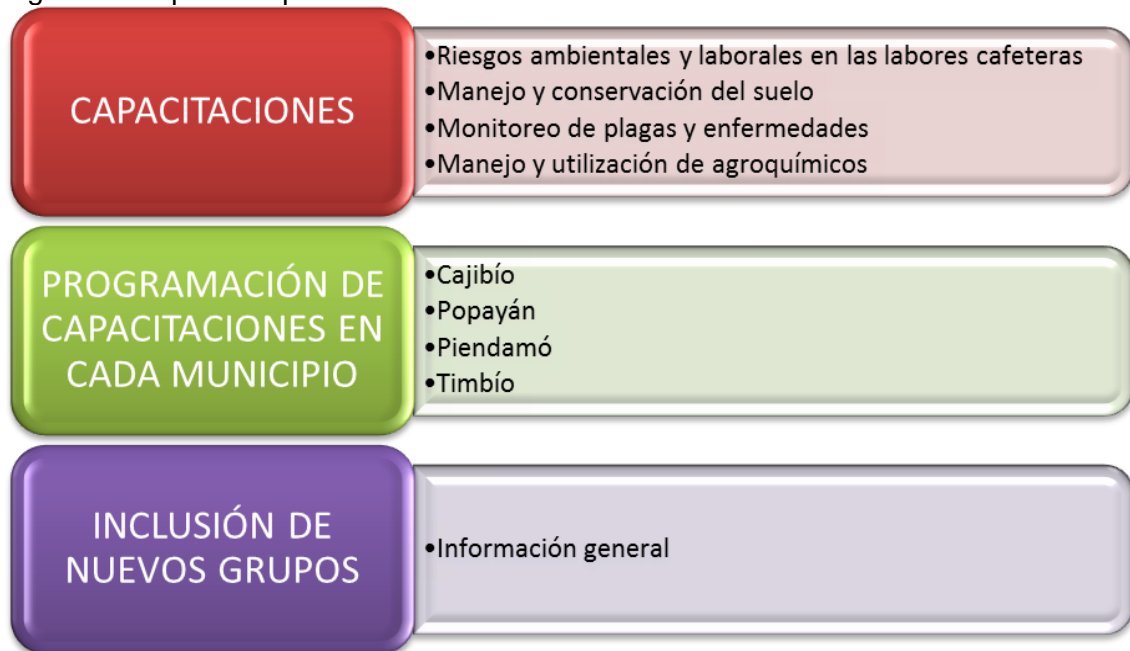 CAPACITACIONES
•Riesgos ambientales y laborales en las labores cafeteras
•Manejo y conservación del suelo
•Monitoreo de plagas y enfermedades
•Manejo y utilización de agroquímicos
PROGRAMACIÓN DE
CAPACITACIONES EN
CADA MUNICIPIO
•Cajibío
•Popayán
•Piendamó
•Timbío
INCLUSIÓN DE
NUEVOS GRUPOS
•Información general